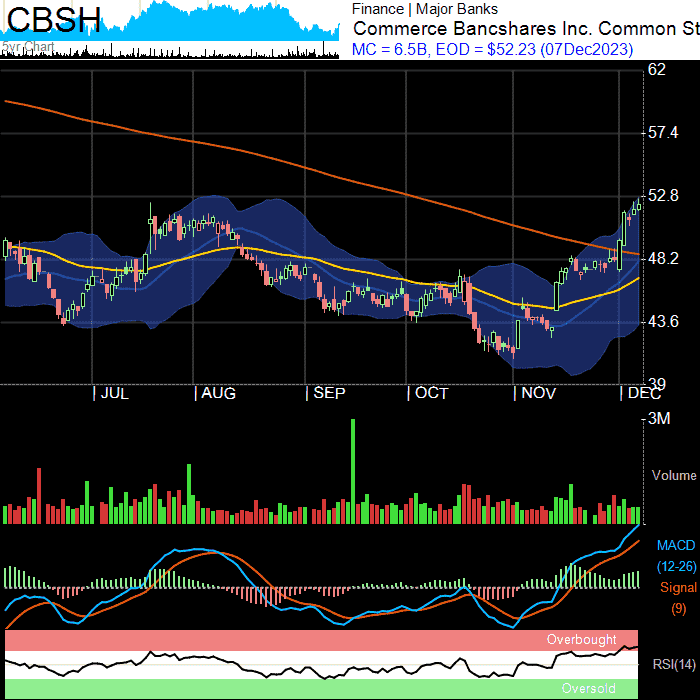 CBSH
5yr Chart
Finance | Major Banks
Commerce Bancshares Inc. Common St
MC = 6.5B, EOD = $52.23 (07Dec2023)
62
57.4
52.8
48.2
43.6
39
JUL
AUG
SEP
OCT
NOV
DEC
3M
Volume
MACD
(12-26)
Signal
(9)
Overbought
RSI(14)
Oversold